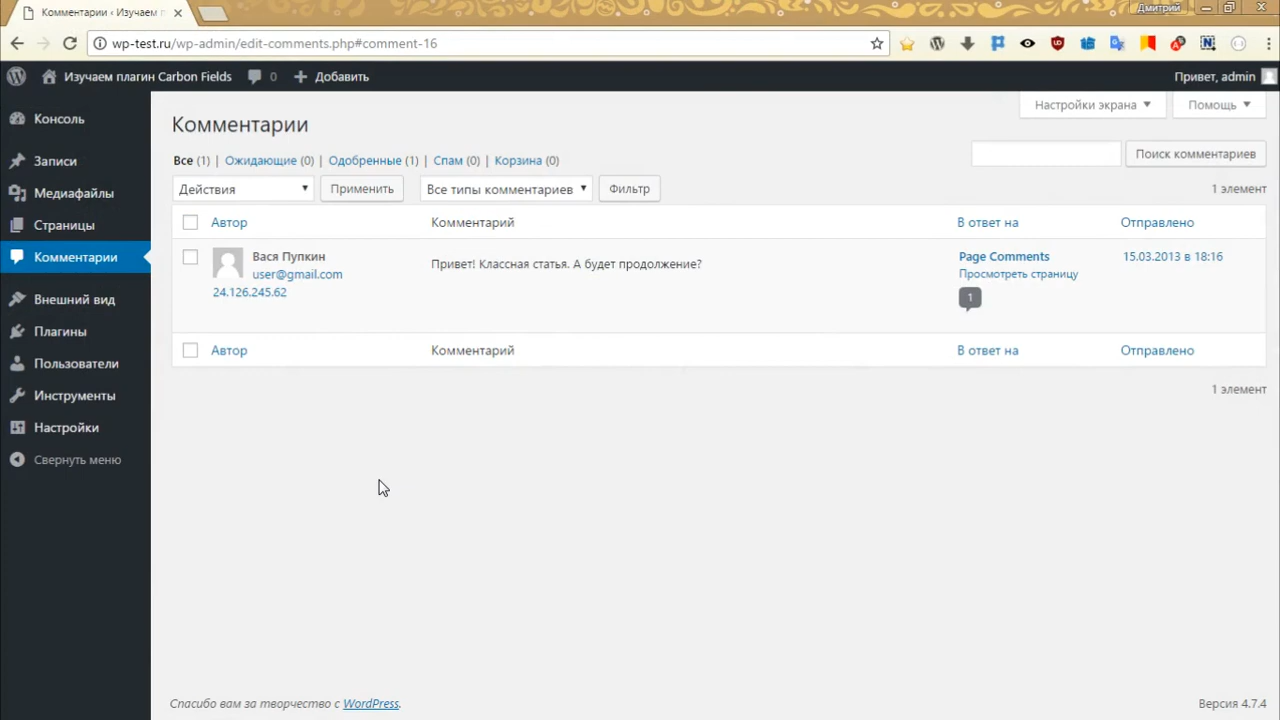 Комментарии ‹ Изучаем п
Дмитрий
wp-test.ru/wp-admin/edit-comments.php#comment-16
Изучаем плагин Carbon Fields
0
Добавить
Привет, admin
Консоль
Записи
Медиафайлы
Страницы
Комментарии
Внешний вид
Плагины
Пользователи
Инструменты
Настройки
Свернуть меню
Настройки экрана
Помощь
Комментарии
Все (1) | Ожидающие (0) | Одобренные (1) | Спам (0) | Корзина (0)
Поиск комментариев
Действия
Применить
Все типы комментариев
Фильтр
1 элемент
Автор
Комментарий
В ответ на
Отправлено
Вася Пупкин
user@gmail.com
24.126.245.62
Привет! Классная статья. А будет продолжение?
Page Comments
Просмотреть страницу
1
15.03.2013 в 18:16
Автор
Комментарий
В ответ на
Отправлено
1 элемент
Спасибо вам за творчество с WordPress.
Версия 4.7.4